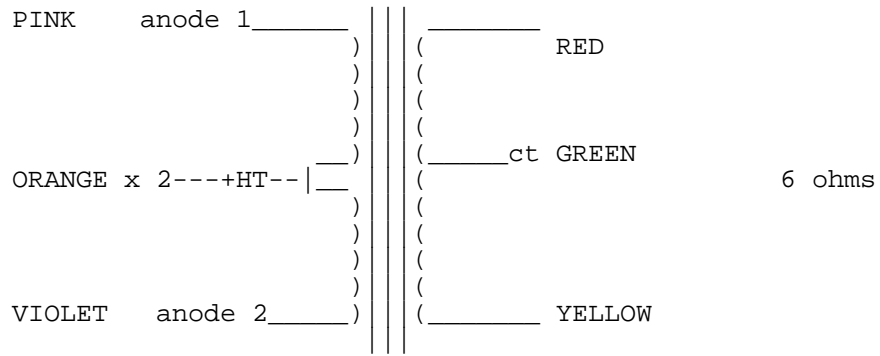 PINK anode 1
RED
ct GREEN
ORANGE x 2----+HT--
6 ohms
VIOLET anode 2
YELLOW